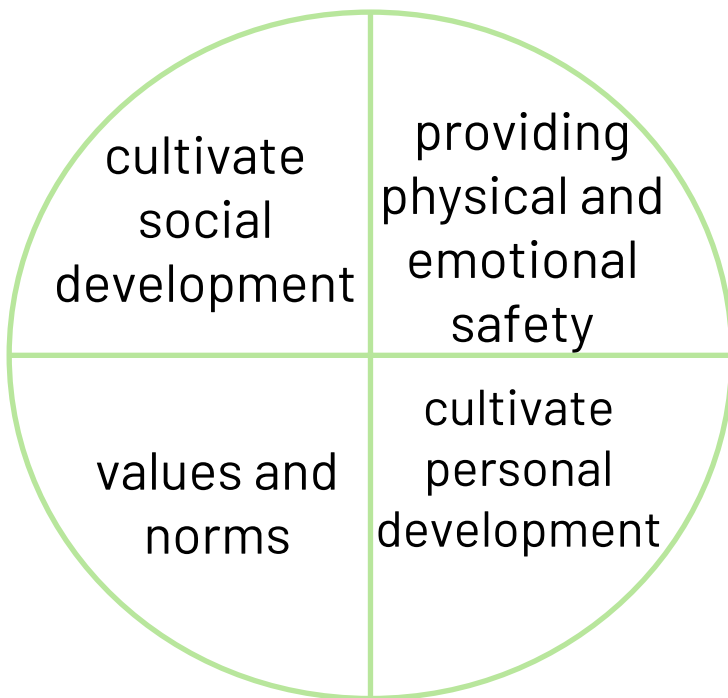 cultivate
social
development
providing
physical and
emotional
safety
values and
norms
cultivate
personal
development